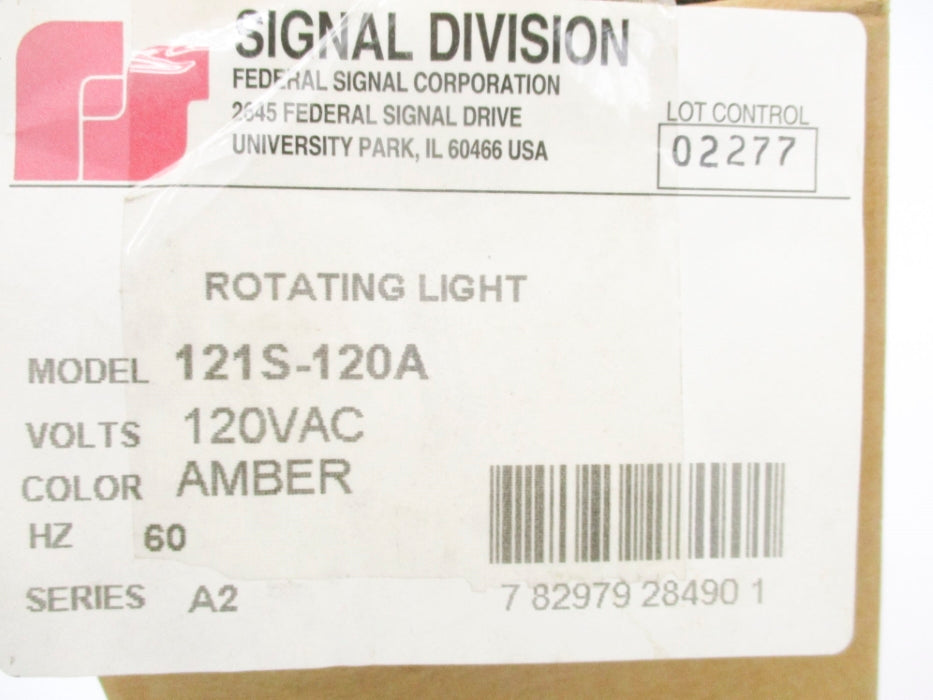 SIGNAL DIVISION
FEDERAL SIGNAL CORPORATION
2645 FEDERAL SIGNAL DRIVE
UNIVERSITY PARK, IL 60466 USA
LOT CONTROL
02277
ROTATING LIGHT
MODEL 121S-120A
VOLTS 120VAC
COLOR AMBER
HZ 60
SERIES A2
7 82979 28490 1